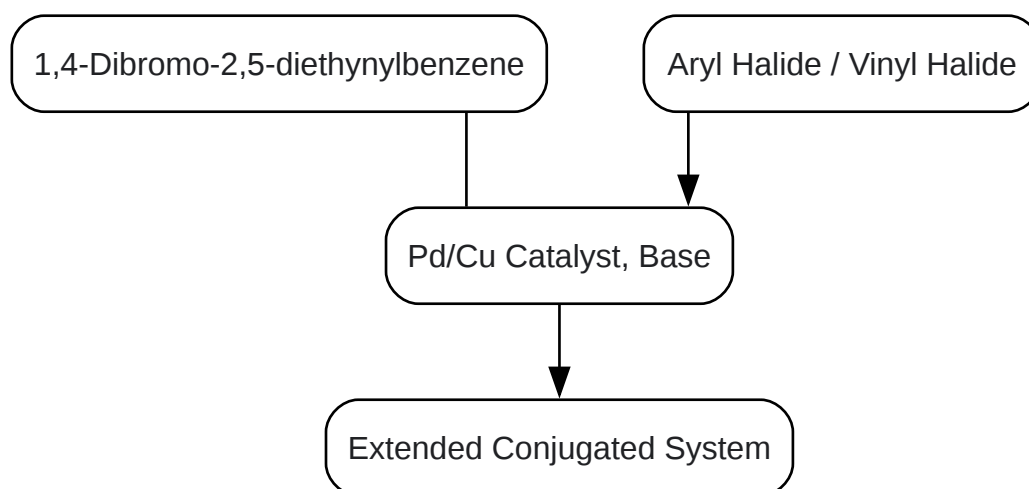 1,4-Dibromo-2,5-diethynylbenzene
Aryl Halide / Vinyl Halide
Pd/Cu Catalyst, Base
Extended Conjugated System